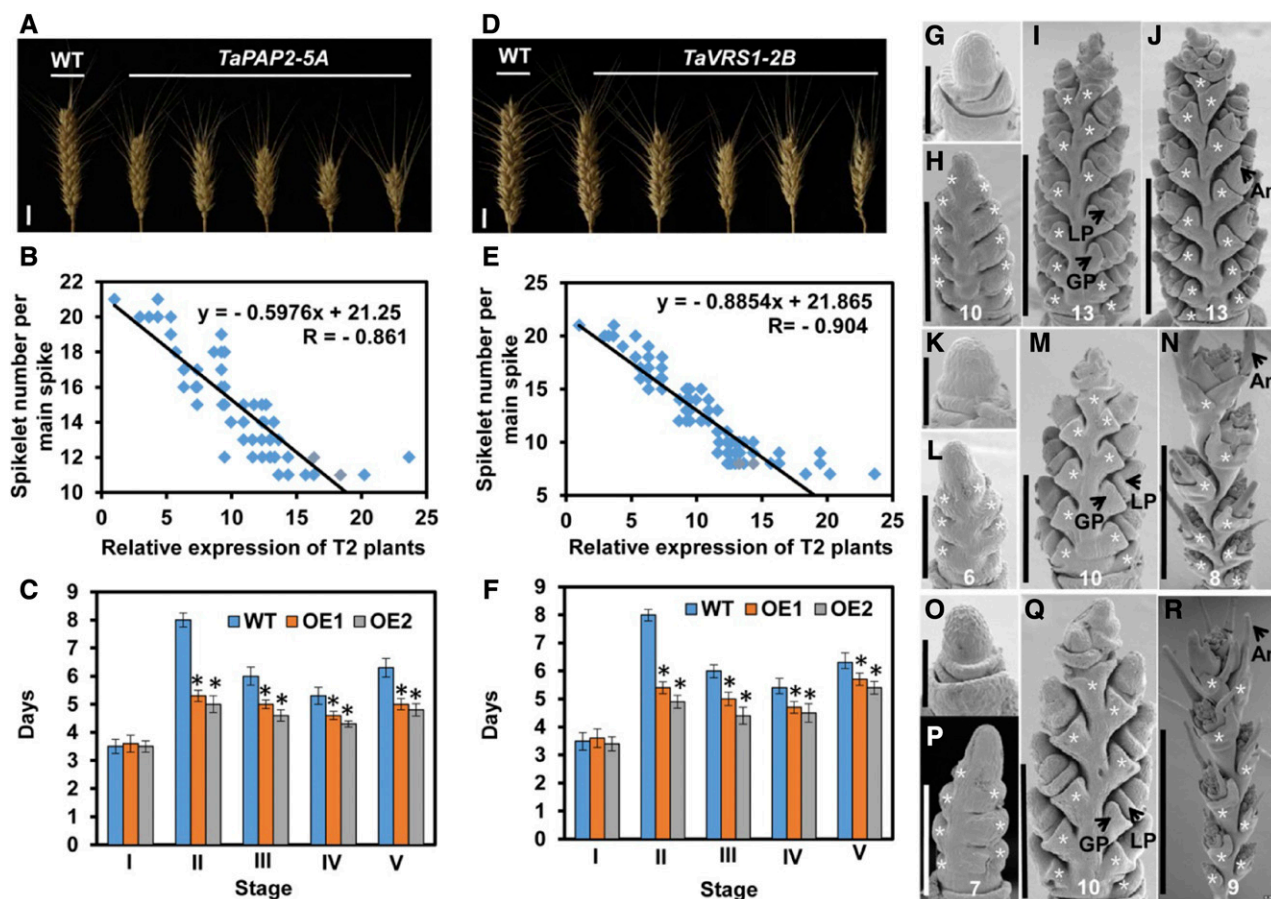 A
WT
TaPAP2-5A
B
Spikelet number per
main spike
22
20
18
16
14
12
10
y = - 0.5976x + 21.25
R = - 0.861
0
5
10
15
20
25
Relative expression of T2 plants
C
Days
9
8
7
6
5
4
3
2
1
0
WT
OE1
OE2
* *
* *
* *
* *
I
II
III
IV
V
Stage
D
WT
TaVRS1-2B
E
Spikelet number per
main spike
25
20
15
10
5
y = - 0.8854x + 21.865
R= - 0.904
0
5
10
15
20
25
Relative expression of T2 plants
F
Days
9
8
7
6
5
4
3
2
1
0
WT
OE1
OE2
* *
* *
* *
* *
I
II
III
IV
V
Stage
G
H
10
I
LP
GP
13
J
An
13
K
L
6
M
GP
LP
10
N
An
8
O
P
7
Q
GP
LP
10
R
An
9